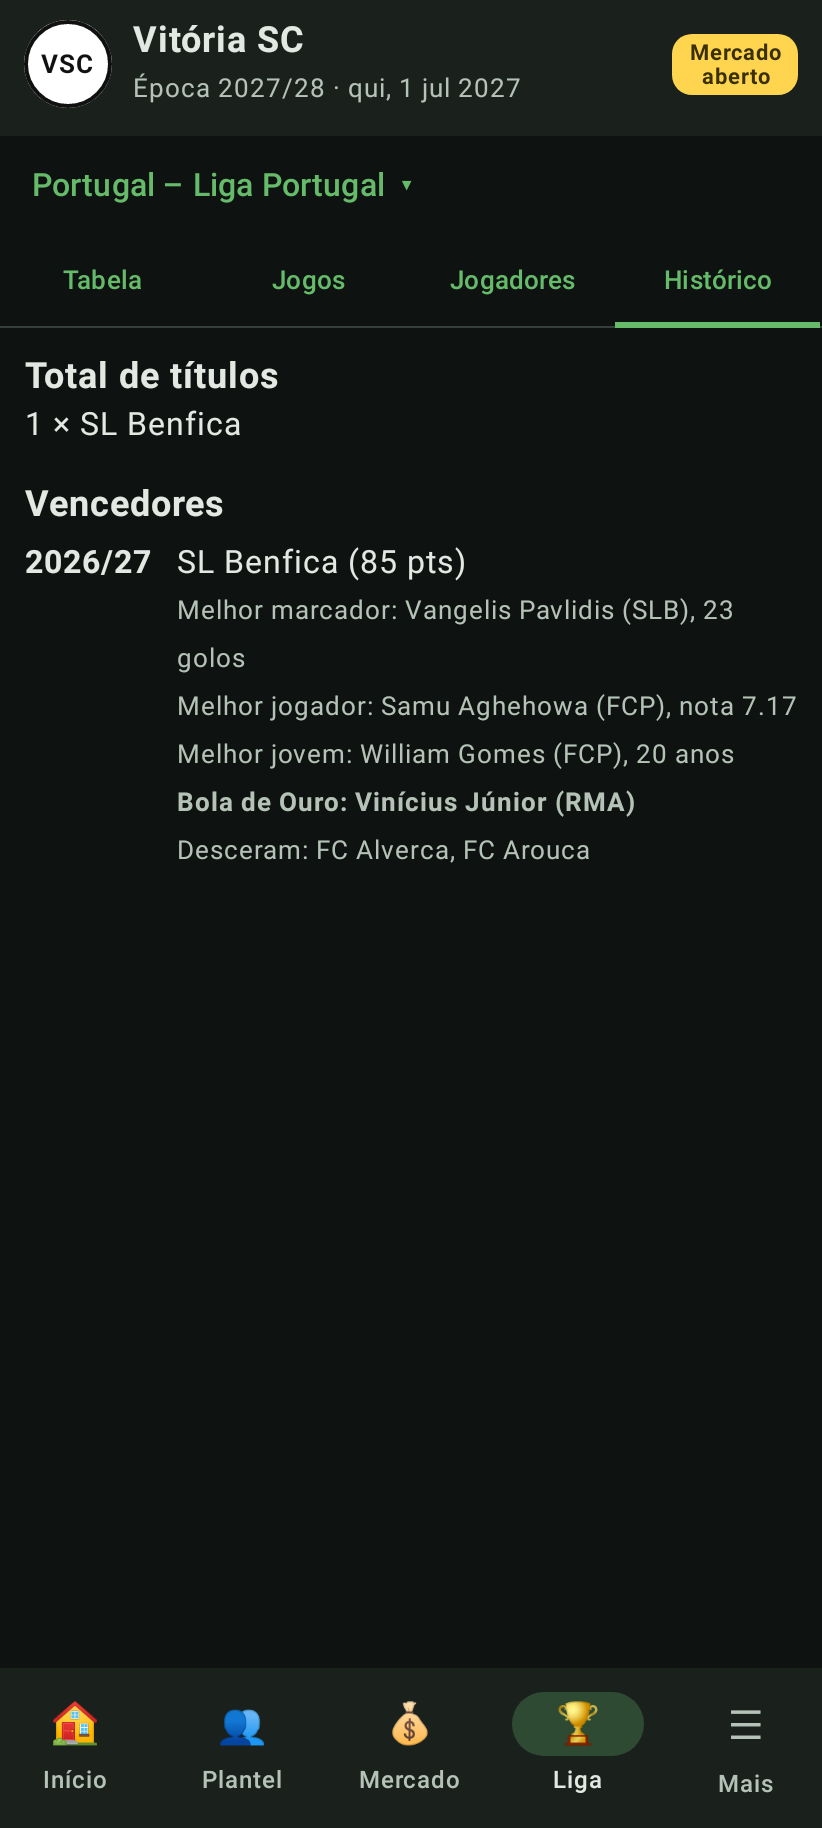 VSC
Vitória SC
Época 2027/28 · qui, 1 jul 2027
Mercado
aberto
Portugal – Liga Portugal ▾
Tabela
Jogos
Jogadores
Histórico
Total de títulos
1 × SL Benfica
Vencedores
2026/27 SL Benfica (85 pts)
Melhor marcador: Vangelis Pavlidis (SLB), 23
golos
Melhor jogador: Samu Aghehowa (FCP), nota 7.17
Melhor jovem: William Gomes (FCP), 20 anos
Bola de Ouro: Vinícius Júnior (RMA)
Desceram: FC Alverca, FC Arouca
Início
Plantel
Mercado
Liga
Mais